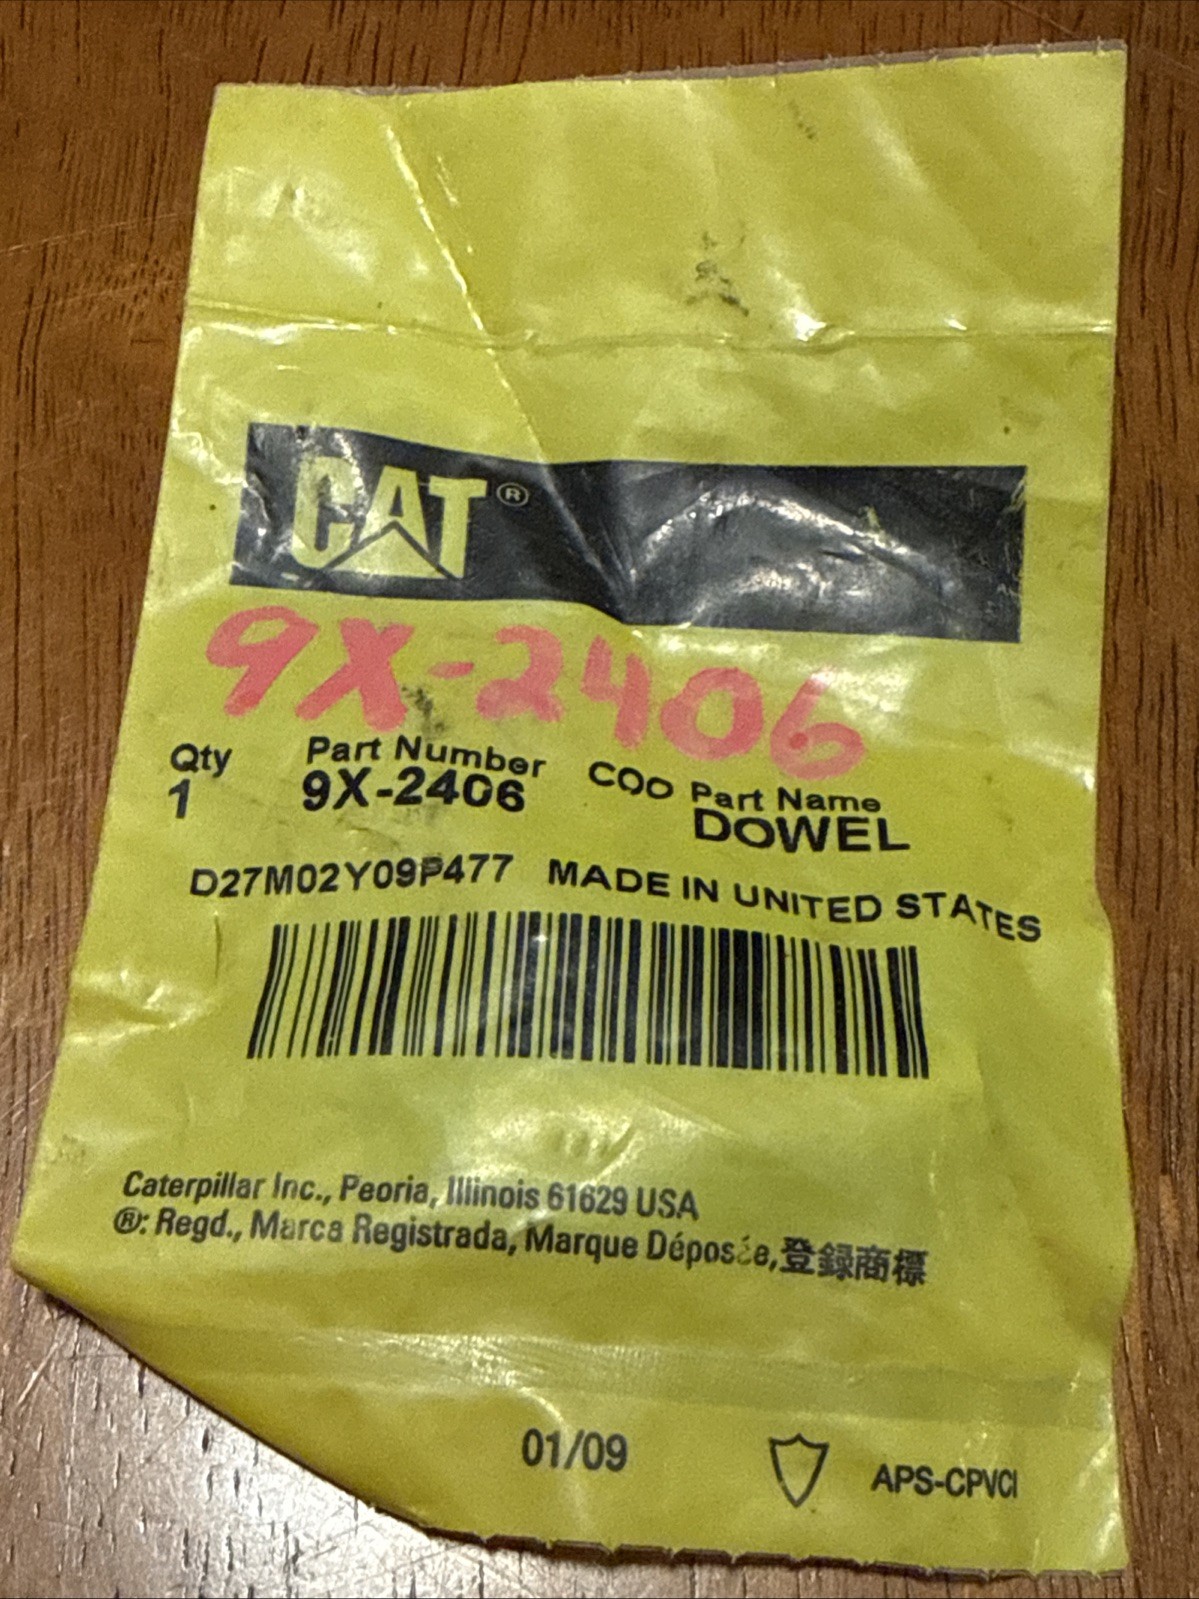 CAT®
9X-2406
Qty Part Number COO Part Name
1 9X-2406 DOWEL
D27M02Y09P477 MADE IN UNITED STATES
Caterpillar Inc., Peoria, Illinois 61629 USA
®: Regd., Marca Registrada, Marque Déposée,登録商標
01/09
APS-CPVCI